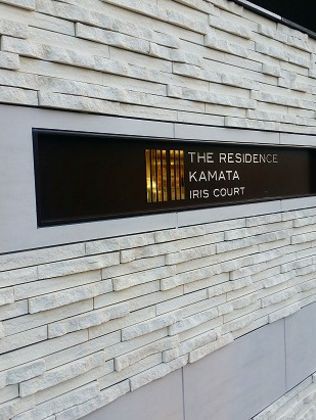 THE RESIDENCE
KAMATA
IRIS COURT